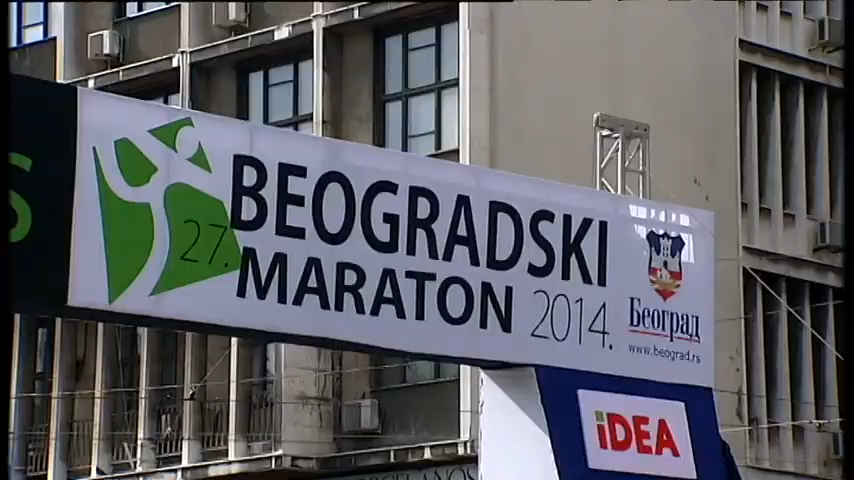 27.
BEOGRADSKI
MARATON 2014.
Београд
www.beograd.rs
iDEA